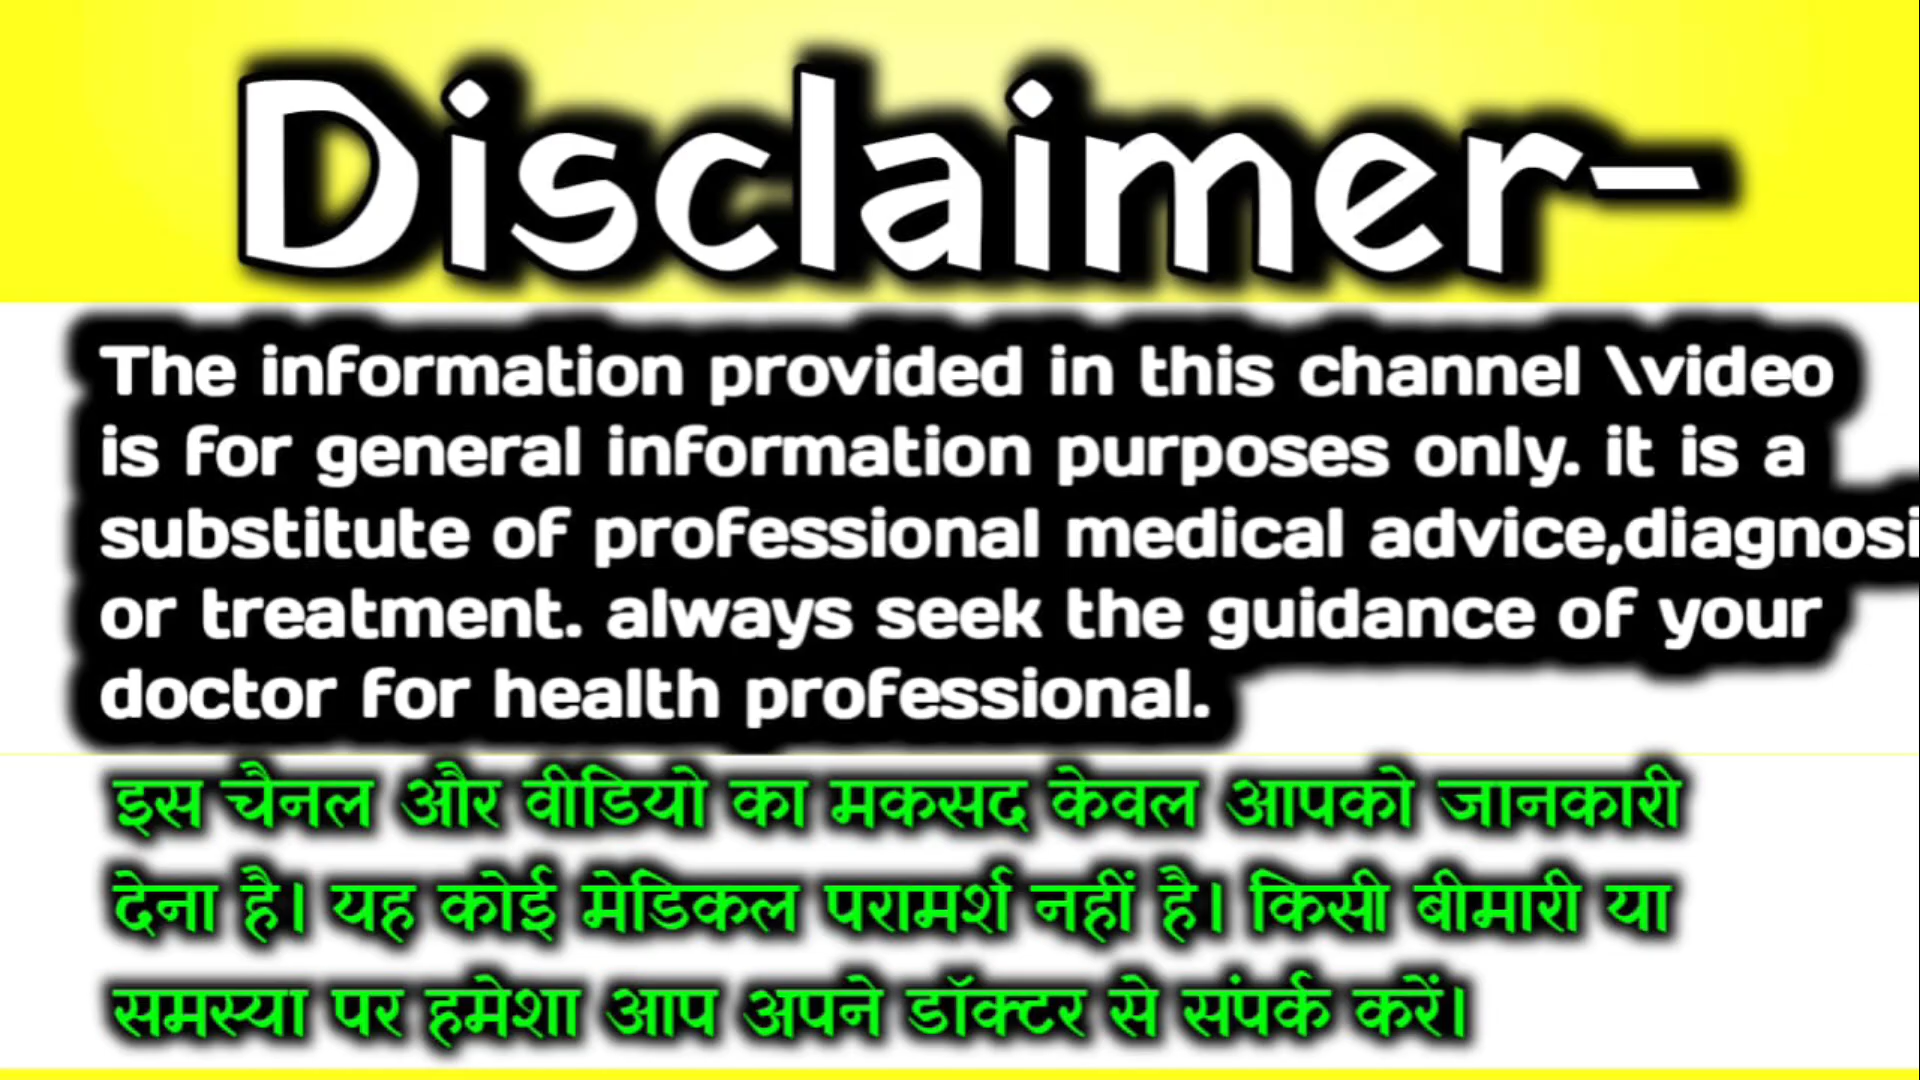 Disclaimer-
The information provided in this channel \video
is for general information purposes only. it is a
substitute of professional medical advice,diagnosi
or treatment. always seek the guidance of your
doctor for health professional.
इस चैनल और वीडियो का मकसद केवल आपको जानकारी
देना है। यह कोई मेडिकल परामर्श नहीं है। किसी बीमारी या
समस्या पर हमेशा आप अपने डॉक्टर से संपर्क करें।